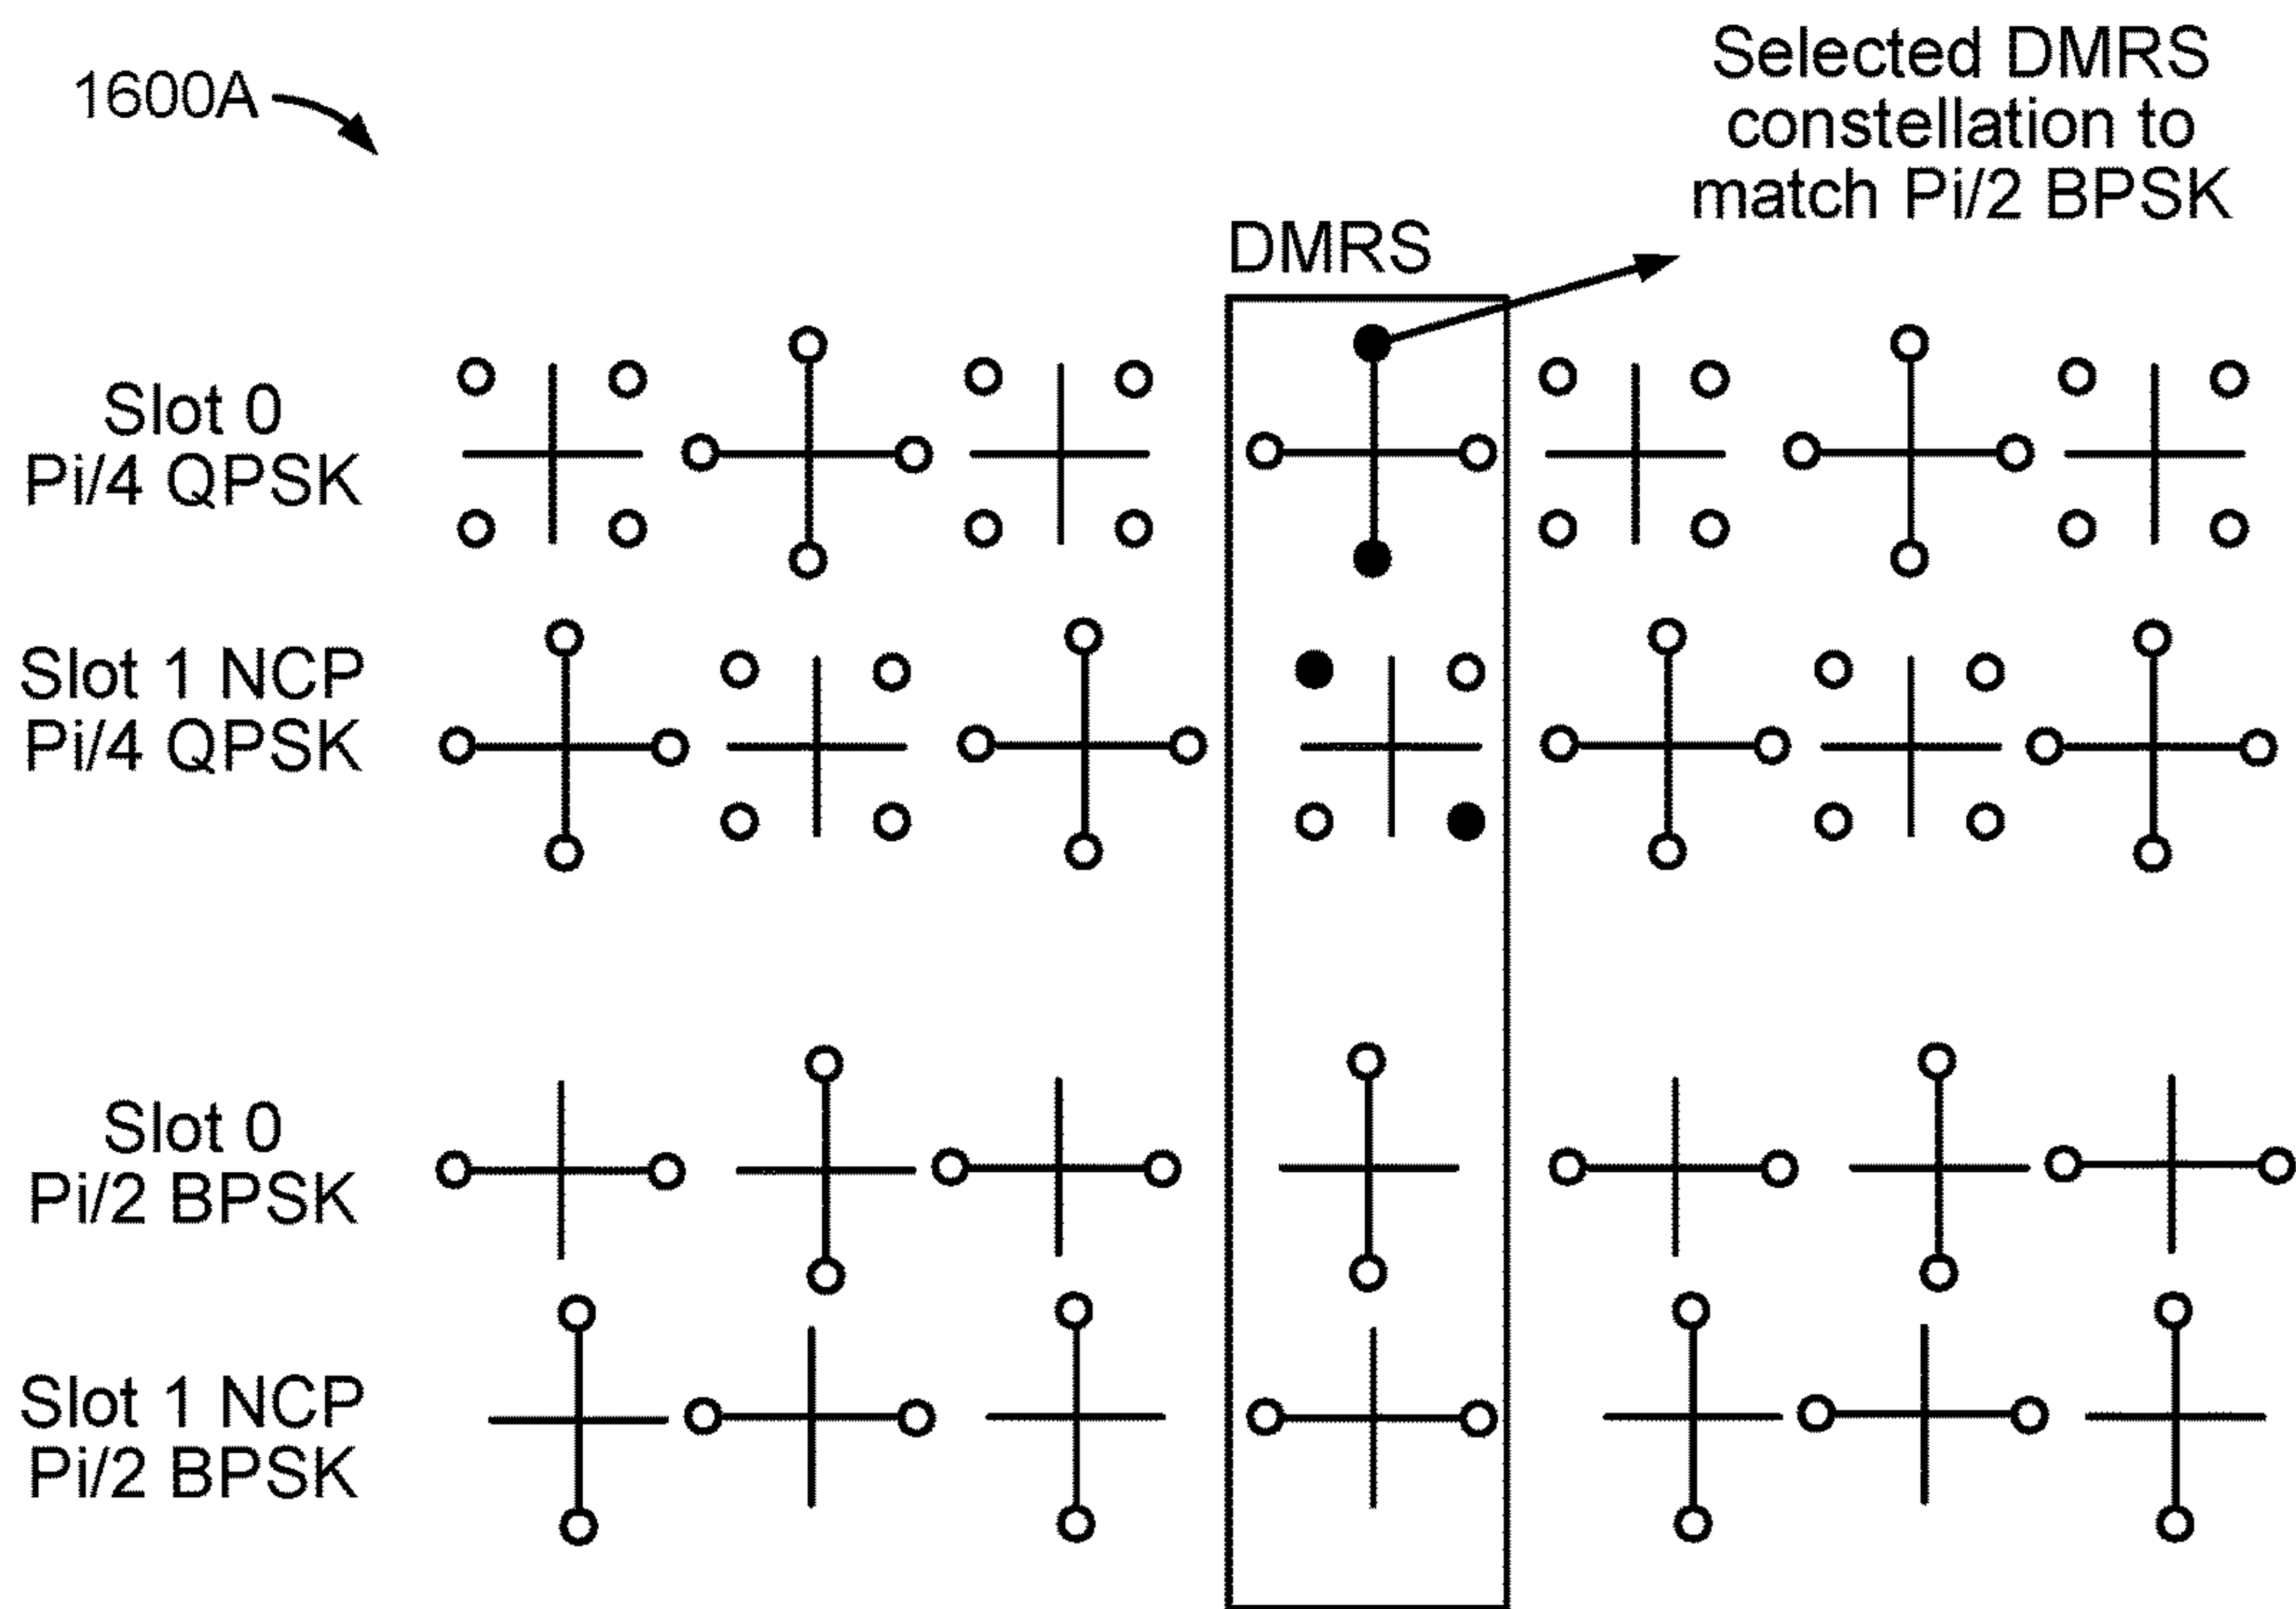 1600A
Selected DMRS
constellation to
match Pi/2 BPSK
DMRS
Slot 0
Pi/4 QPSK
Slot 1 NCP
Pi/4 QPSK
Slot 0
Pi/2 BPSK
Slot 1 NCP
Pi/2 BPSK